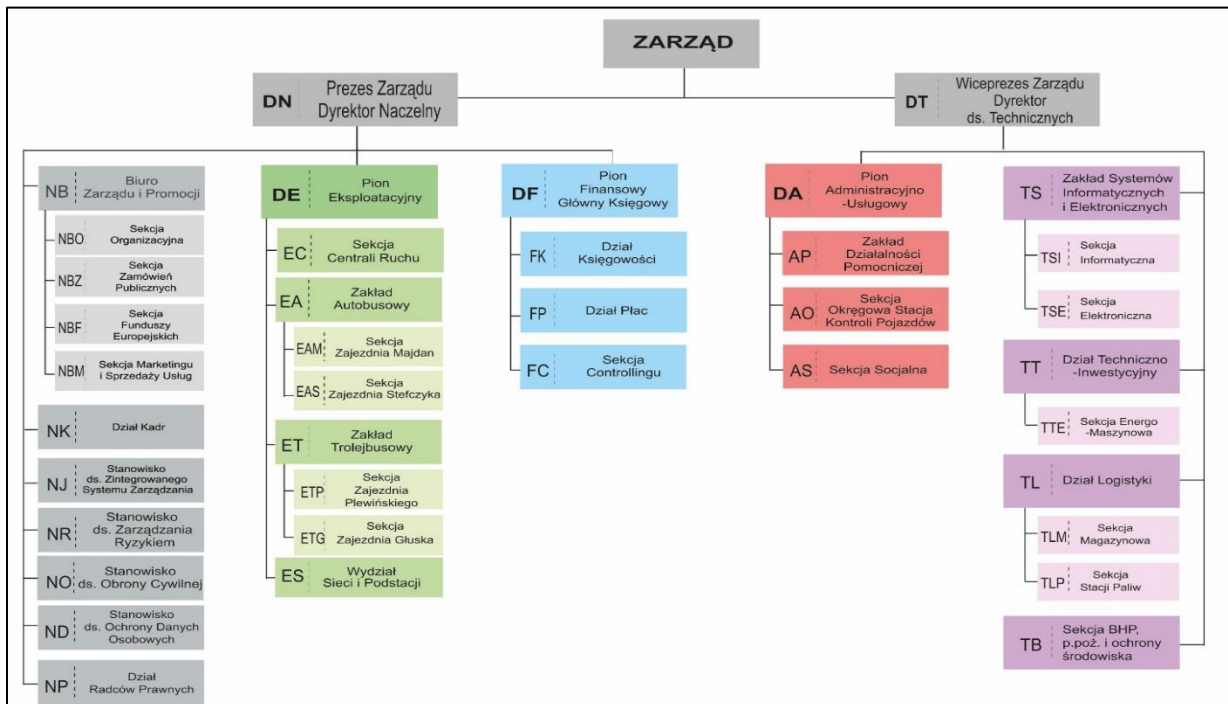 ZARZĄD
DN
Prezes Zarządu
Dyrektor Naczelny
DT
Wiceprezes Zarządu
Dyrektor
ds. Technicznych
NB
Biuro
Zarządu i Promocji
NBO
Sekcja
Organizacyjna
NBZ
Sekcja
Zamówień
Publicznych
NBF
Sekcja
Funduszy
Europejskich
NBM
Sekcja Marketingu
i Sprzedaży Usług
NK
Dział Kadr
NJ
Stanowisko
ds. Zintegrowanego
Systemu Zarządzania
NR
Stanowisko
ds. Zarządzania
Ryzykiem
NO
Stanowisko
ds. Obrony Cywilnej
ND
Stanowisko
ds. Ochrony Danych
Osobowych
NP
Dział
Radców Prawnych
DE
Pion
Eksploatacyjny
EC
Sekcja
Centrali Ruchu
EA
Zakład
Autobusowy
EAM
Sekcja
Zajezdnia Majdan
EAS
Sekcja
Zajezdnia Stefczyka
ET
Zakład
Trolejbusowy
ETP
Sekcja
Zajezdnia
Plewińskiego
ETG
Sekcja
Zajezdnia Głuska
ES
Wydział
Sieci i Podstacji
DF
Pion
Finansowy
Główny Księgowy
FK
Dział
Księgowości
FP
Dział Płac
FC
Sekcja
Controllingu
DA
Pion
Administracyjno
-Usługowy
AP
Zakład
Działalności
Pomocniczej
AO
Sekcja
Okręgowa Stacja
Kontroli Pojazdów
AS
Sekcja Socjalna
TS
Zakład Systemów
Informatycznych
i Elektronicznych
TSI
Sekcja
Informatyczna
TSE
Sekcja
Elektroniczna
TT
Dział Techniczno
-Inwestycyjny
TTE
Sekcja Energo
-Maszynowa
TL
Dział Logistyki
TLM
Sekcja
Magazynowa
TLP
Sekcja
Stacji Paliw
TB
Sekcja BHP,
p.poż. i ochrony
środowiska